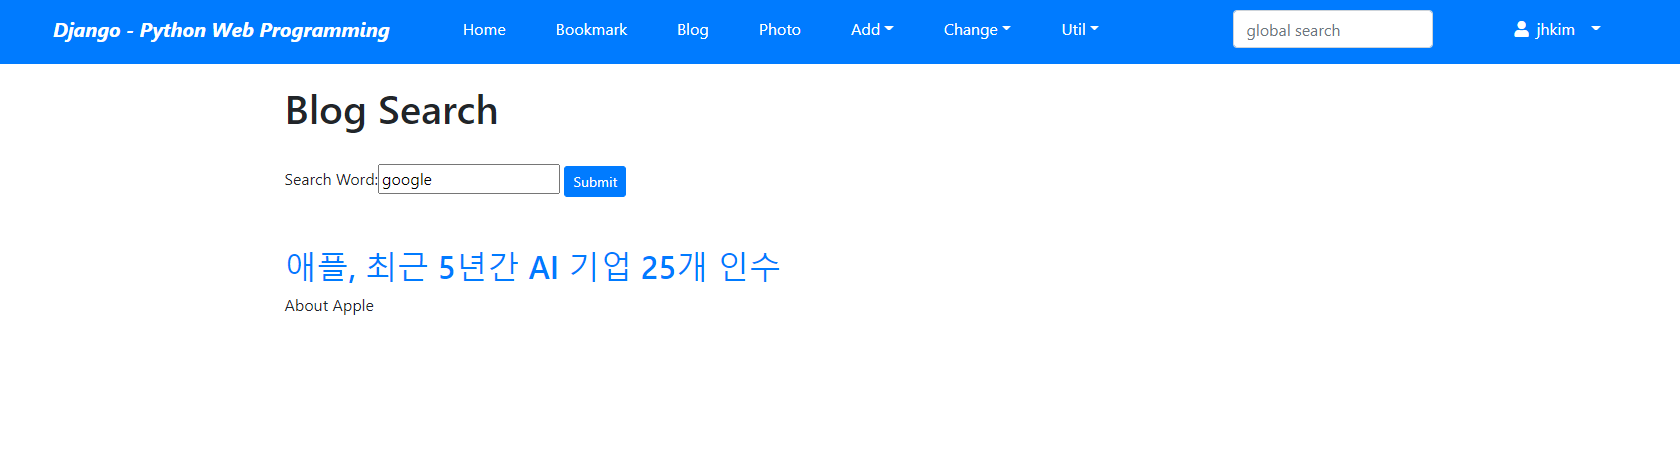 Django - Python Web Programming Home Bookmark Blog Photo Add Change Util global search jhkim
Blog Search
Search Word: google Submit
애플, 최근 5년간 AI 기업 25개 인수
About Apple